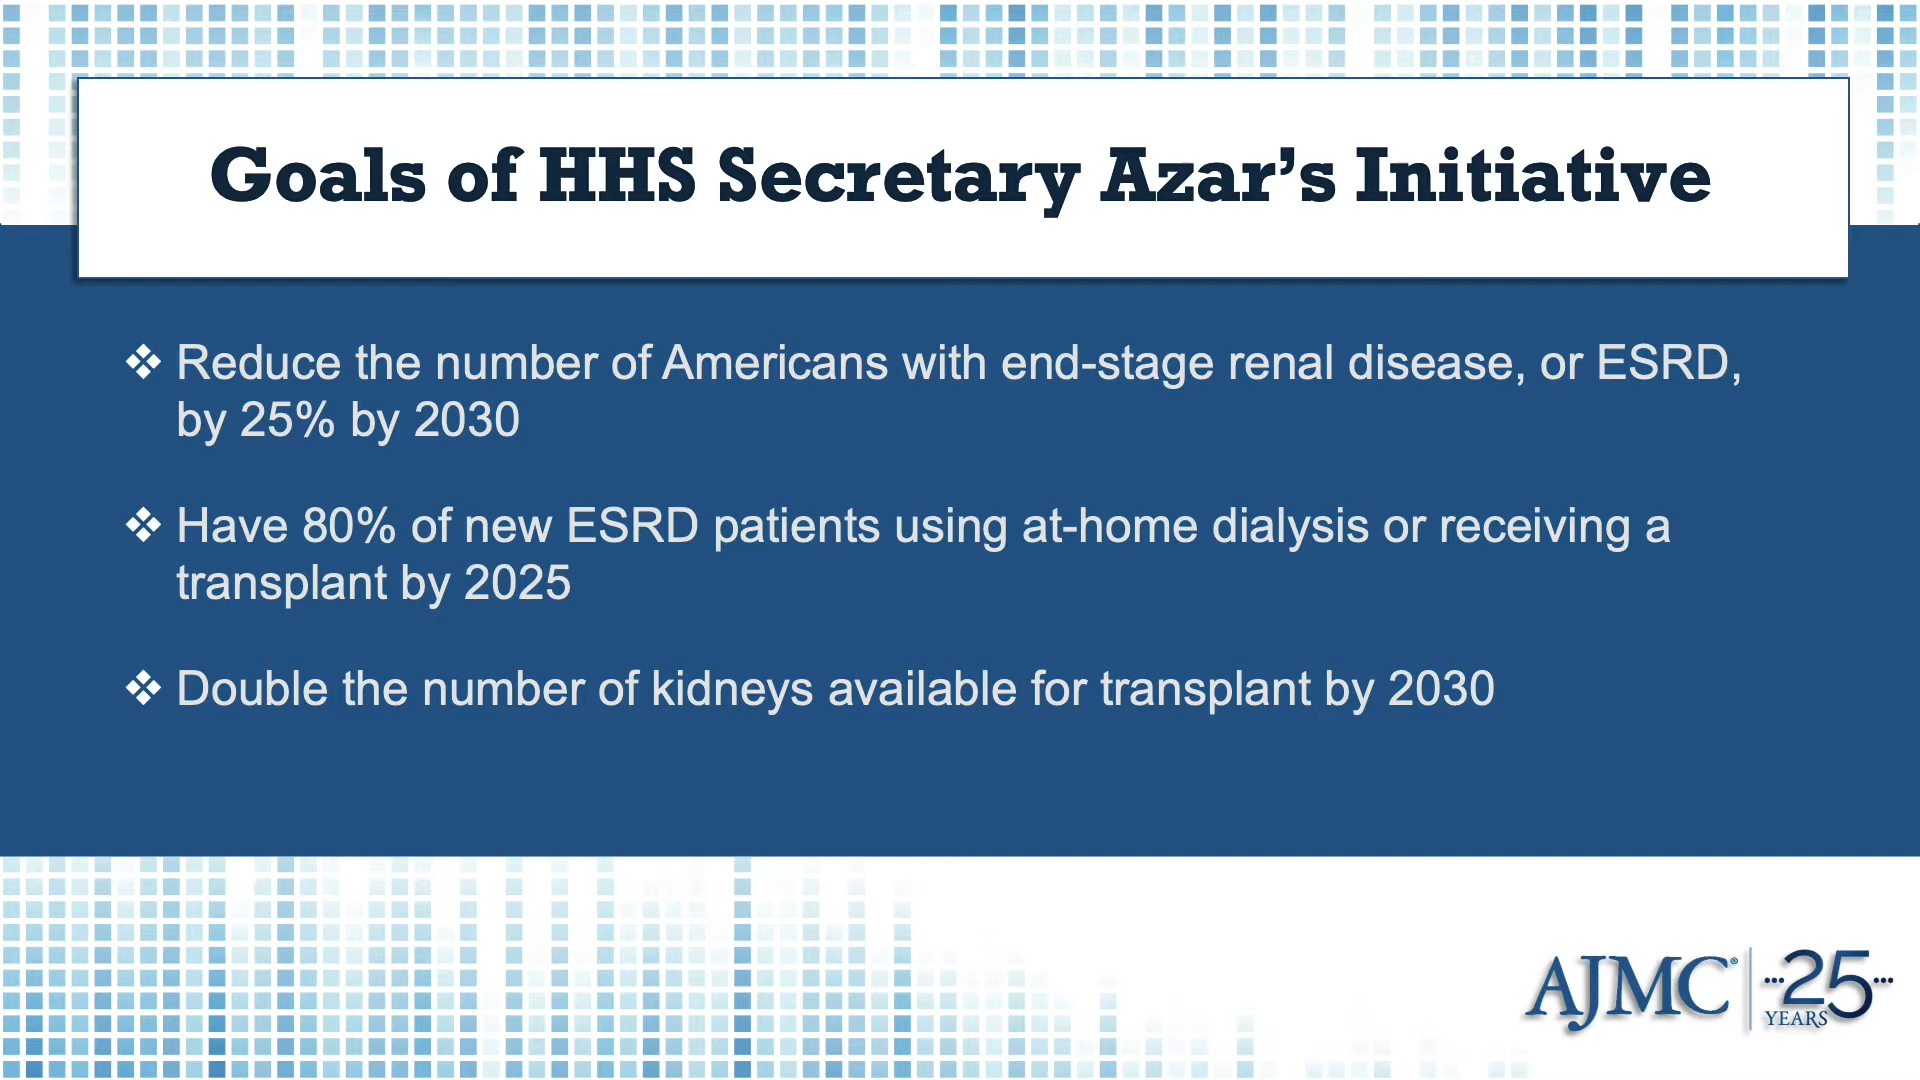 Goals of HHS Secretary Azar’s Initiative
❖ Reduce the number of Americans with end-stage renal disease, or ESRD,
by 25% by 2030
❖ Have 80% of new ESRD patients using at-home dialysis or receiving a
transplant by 2025
❖ Double the number of kidneys available for transplant by 2030
AJMC® 25
YEARS